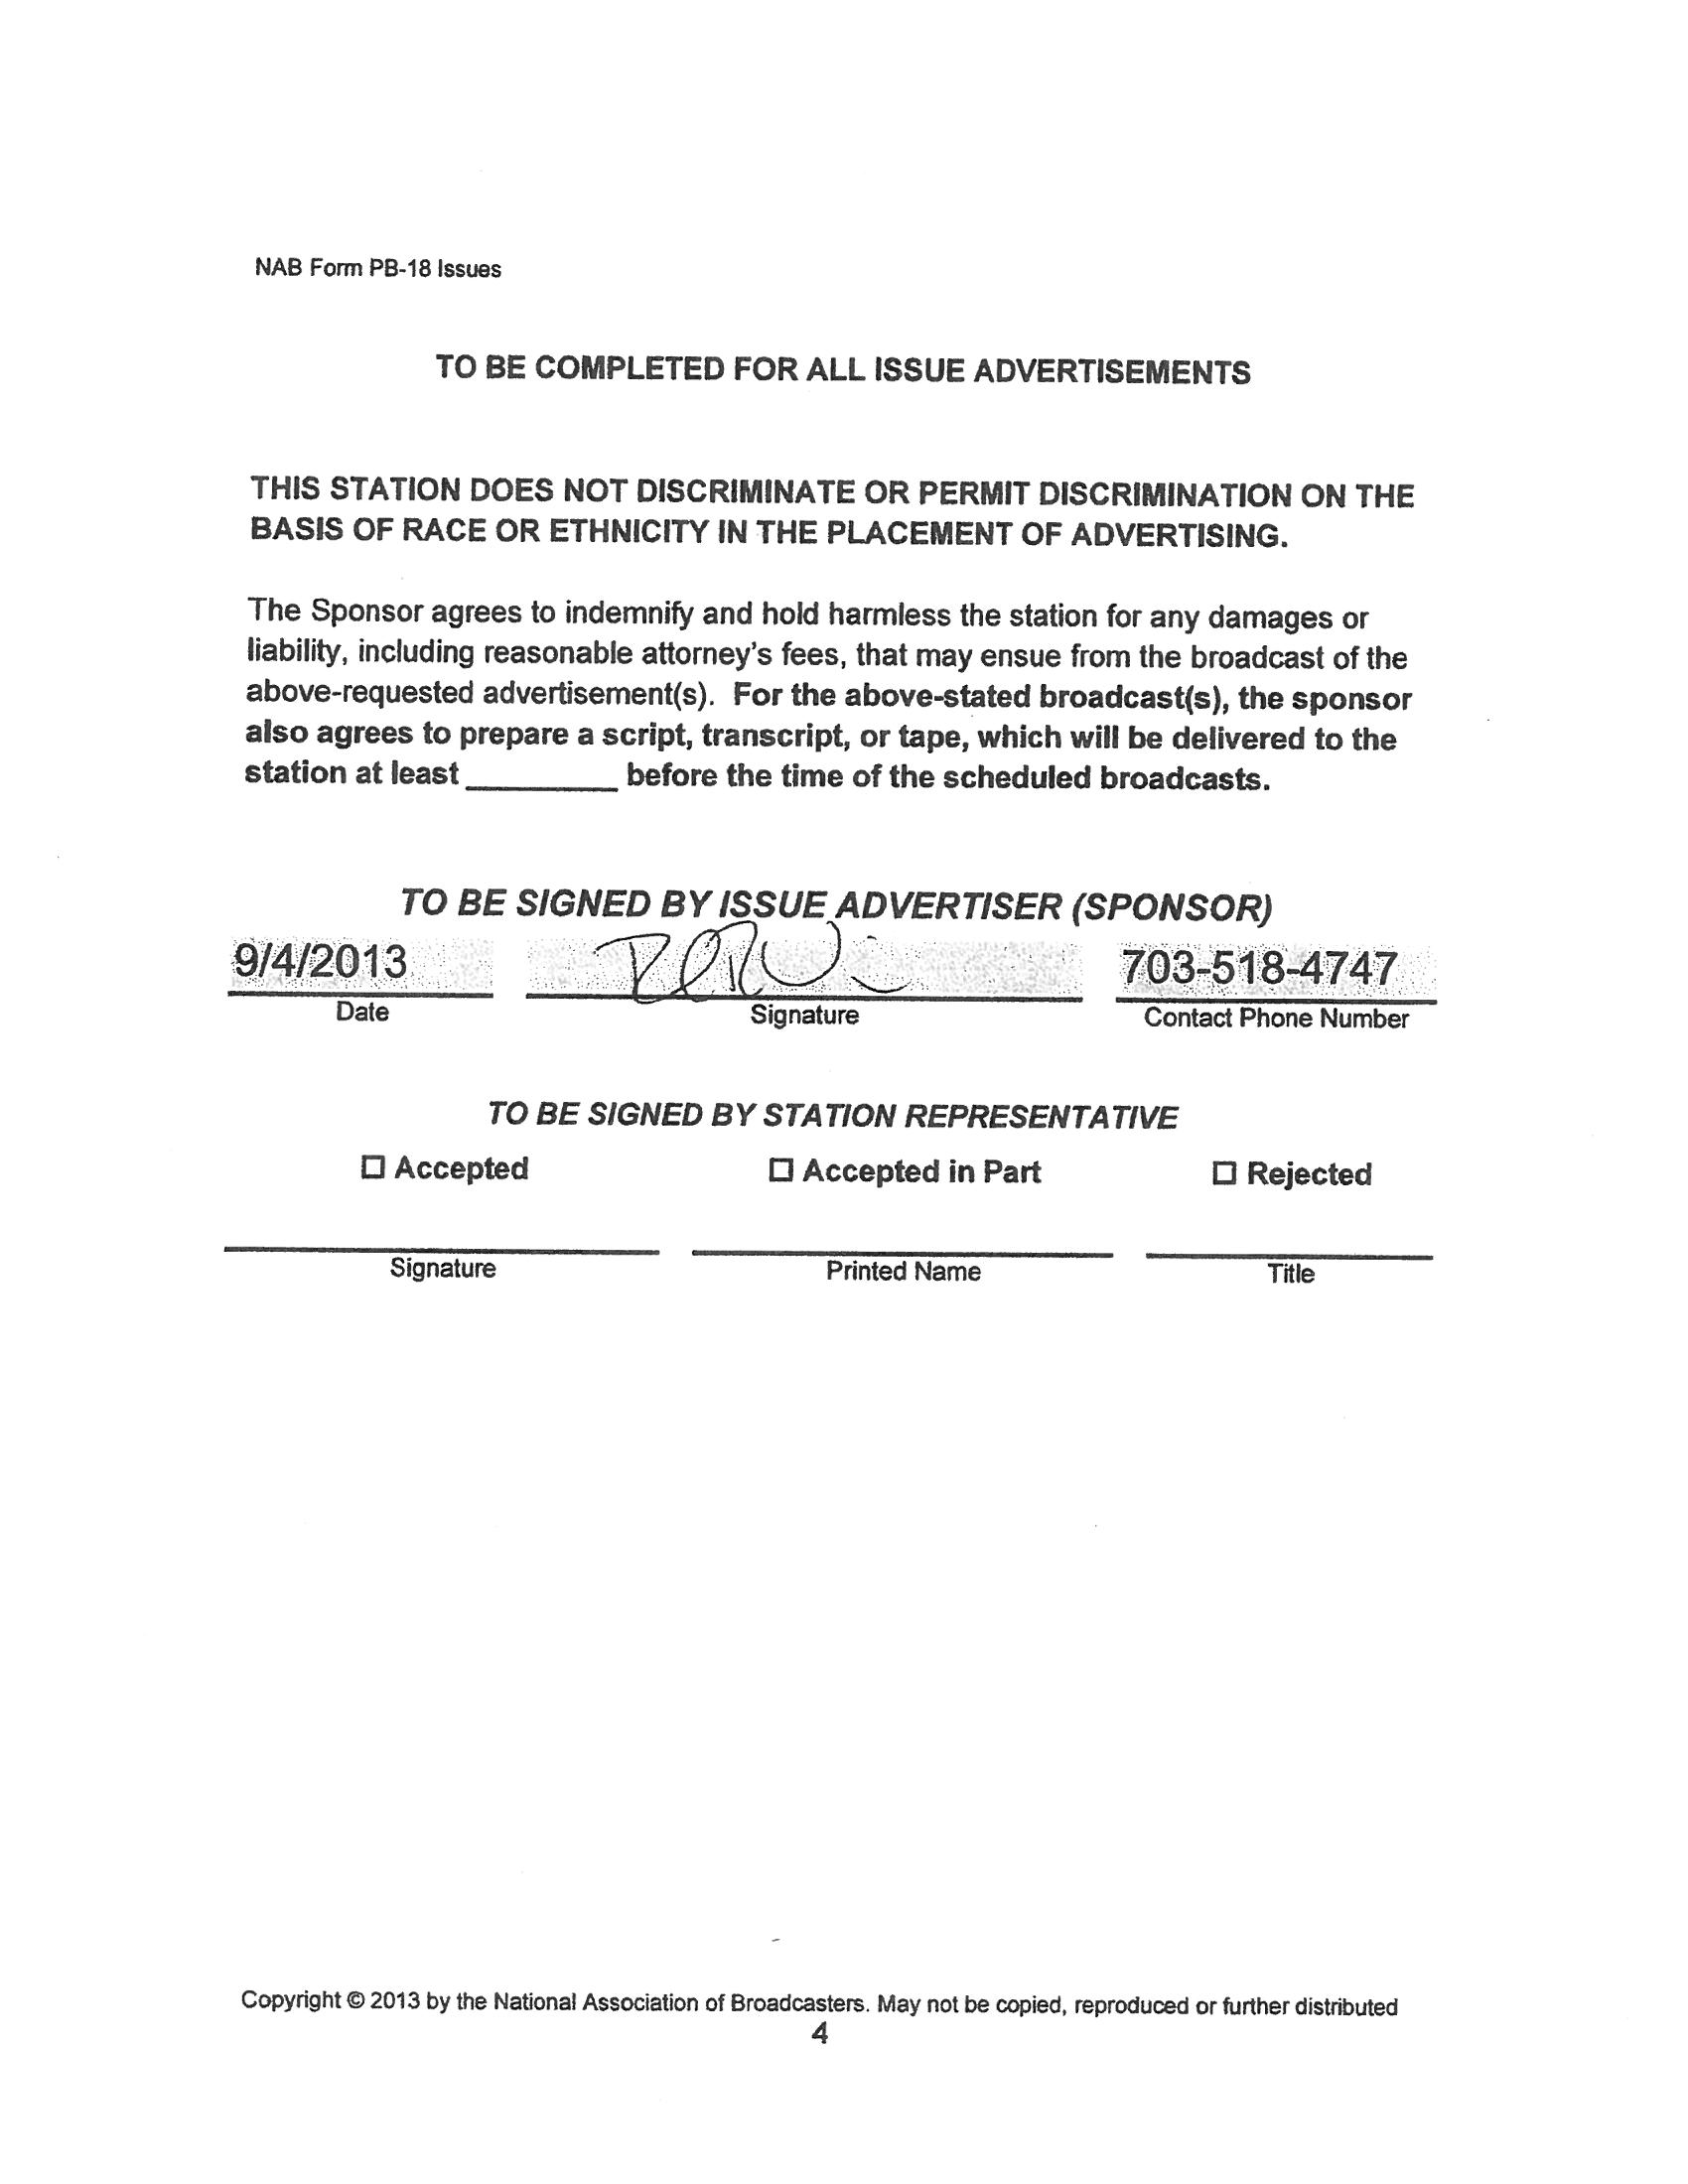 NAB Form PB-18 Issues
TO BE COMPLETED FOR ALL ISSUE ADVERTISEMENTS
THIS STATION DOES NOT DISCRIMINATE OR PERMIT DISCRIMINATION ON THE
BASIS OF RACE OR ETHNICITY IN THE PLACEMENT OF ADVERTISING.
The Sponsor agrees to indemnify and hold harmless the station for any damages or
liability, including reasonable attorney's fees, that may ensue from the broadcast of the
above-requested advertisement(s). For the above-stated broadcast(s), the sponsor
also agrees to prepare a script, transcript, or tape, which will be delivered to the
station at least ________ before the time of the scheduled broadcasts.
TO BE SIGNED BY ISSUE ADVERTISER (SPONSOR)
9/4/2013 703-518-4747
Date Signature Contact Phone Number
TO BE SIGNED BY STATION REPRESENTATIVE
☐ Accepted ☐ Accepted in Part ☐ Rejected
Signature Printed Name Title
Copyright © 2013 by the National Association of Broadcasters. May not be copied, reproduced or further distributed
4